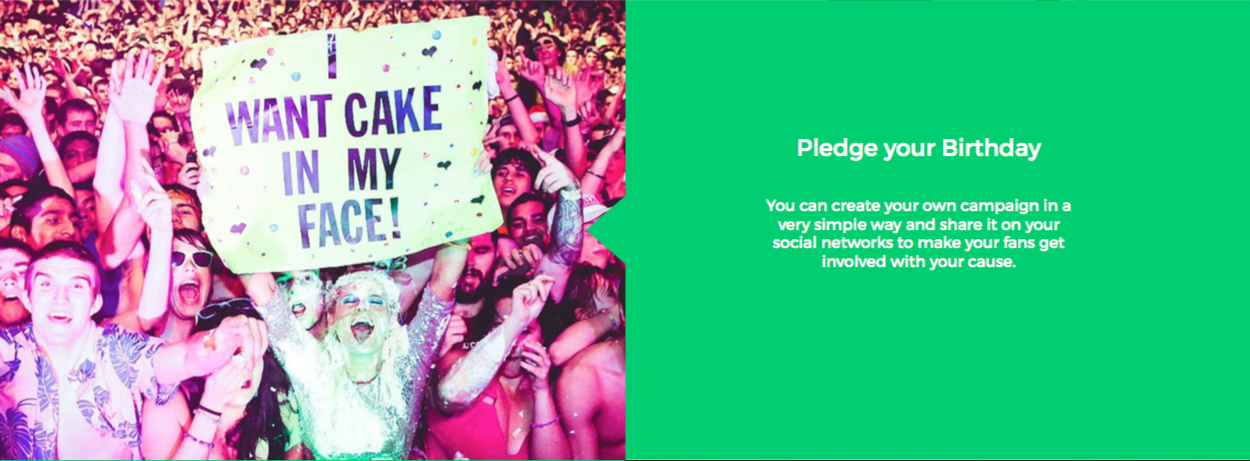 I
WANT CAKE
IN MY
FACE!
Pledge your Birthday
You can create your own campaign in a
very simple way and share it on your
social networks to make your fans get
involved with your cause.